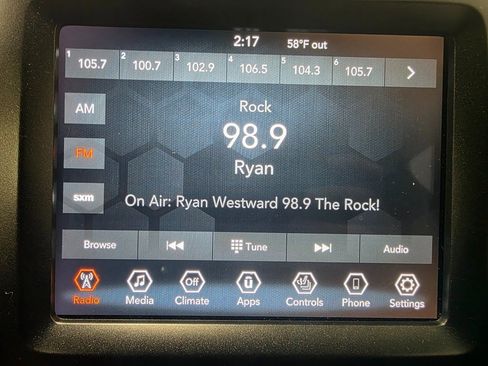 2:17 58°F out
1 105.7 2 100.7 3 102.9 4 106.5 5 104.3 6 105.7
AM
Rock
98.9
FM
Ryan
sxm
On Air: Ryan Westward 98.9 The Rock!
Browse Tune Audio
Off
Radio Media Climate Apps Controls Phone Settings